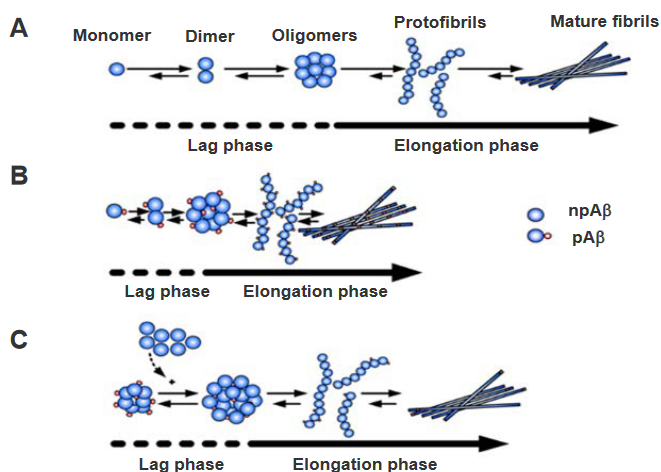 A
Monomer
Dimer
Oligomers
Protofibrils
Mature fibrils
Lag phase
Elongation phase
B
npAβ
pAβ
Lag phase
Elongation phase
C
Lag phase
Elongation phase